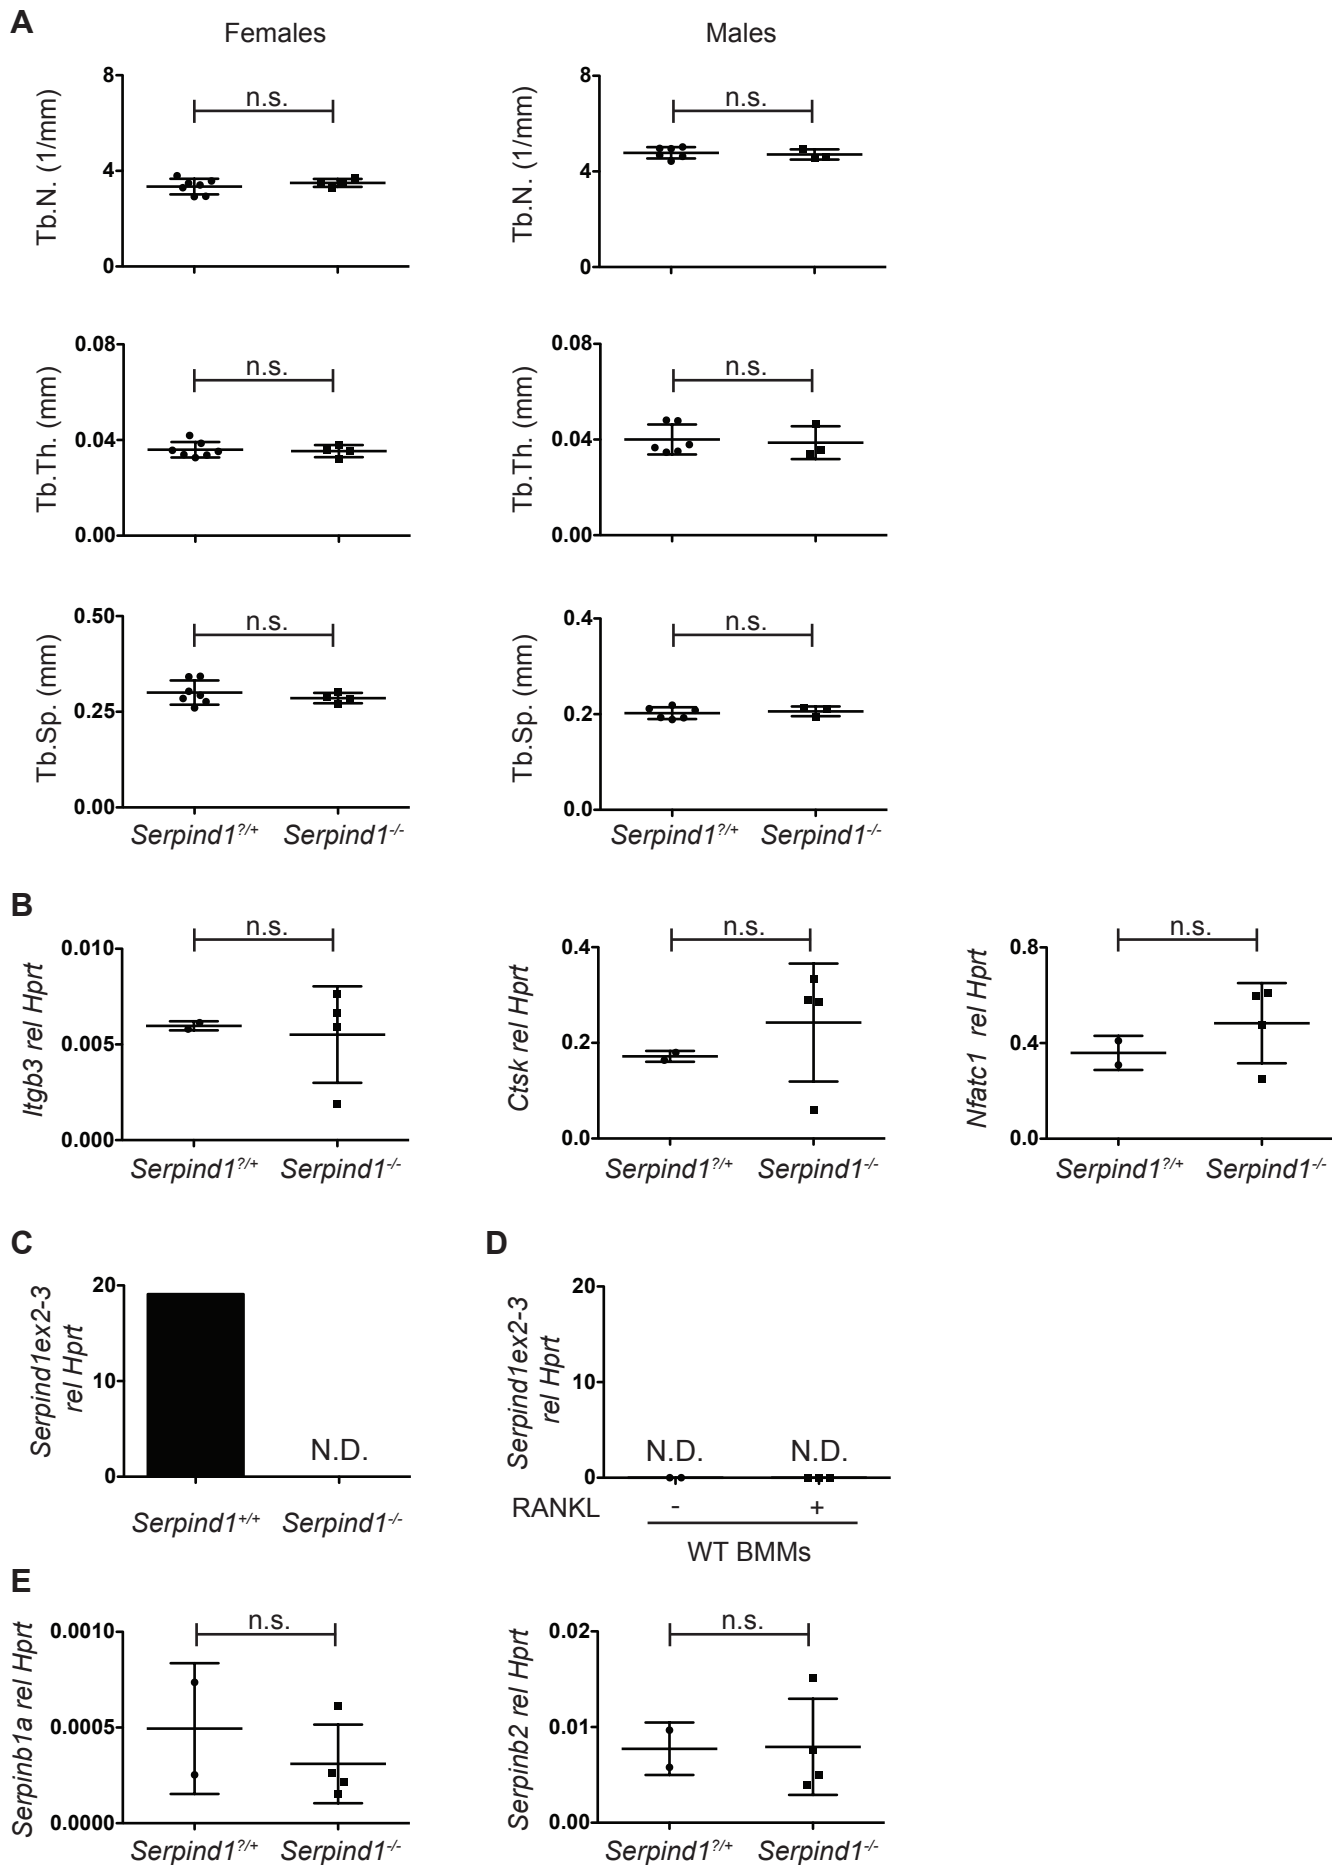 A
Females
Males
8
4
0
Tb.N. (1/mm)
n.s.
8
4
0
Tb.N. (1/mm)
n.s.
0.08
0.04
0.00
Tb.Th. (mm)
n.s.
0.08
0.04
0.00
Tb.Th. (mm)
n.s.
0.50
0.25
0.00
Tb.Sp. (mm)
n.s.
Serpind1?/+ Serpind1-/-
0.4
0.2
0.0
Tb.Sp. (mm)
n.s.
Serpind1?/+ Serpind1-/-
B
0.010
0.005
0.000
Itgb3 rel Hprt
n.s.
Serpind1?/+ Serpind1-/-
0.4
0.2
0.0
Ctsk rel Hprt
n.s.
Serpind1?/+ Serpind1-/-
0.8
0.4
0.0
Nfatc1 rel Hprt
n.s.
Serpind1?/+ Serpind1-/-
C
20
10
0
Serpind1ex2-3
rel Hprt
N.D.
Serpind1+/+ Serpind1-/-
D
20
10
0
Serpind1ex2-3
rel Hprt
N.D. N.D.
RANKL - +
WT BMMs
E
0.0010
0.0005
0.0000
Serpinb1a rel Hprt
n.s.
Serpind1?/+ Serpind1-/-
0.02
0.01
0.00
Serpinb2 rel Hprt
n.s.
Serpind1?/+ Serpind1-/-